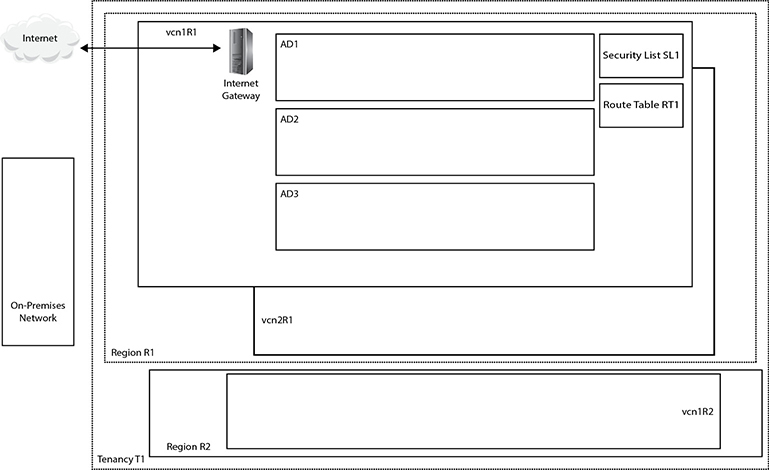 Internet
vcn1R1
Internet
Gateway
AD1
Security List SL1
Route Table RT1
AD2
AD3
On-Premises
Network
vcn2R1
Region R1
vcn1R2
Region R2
Tenancy T1